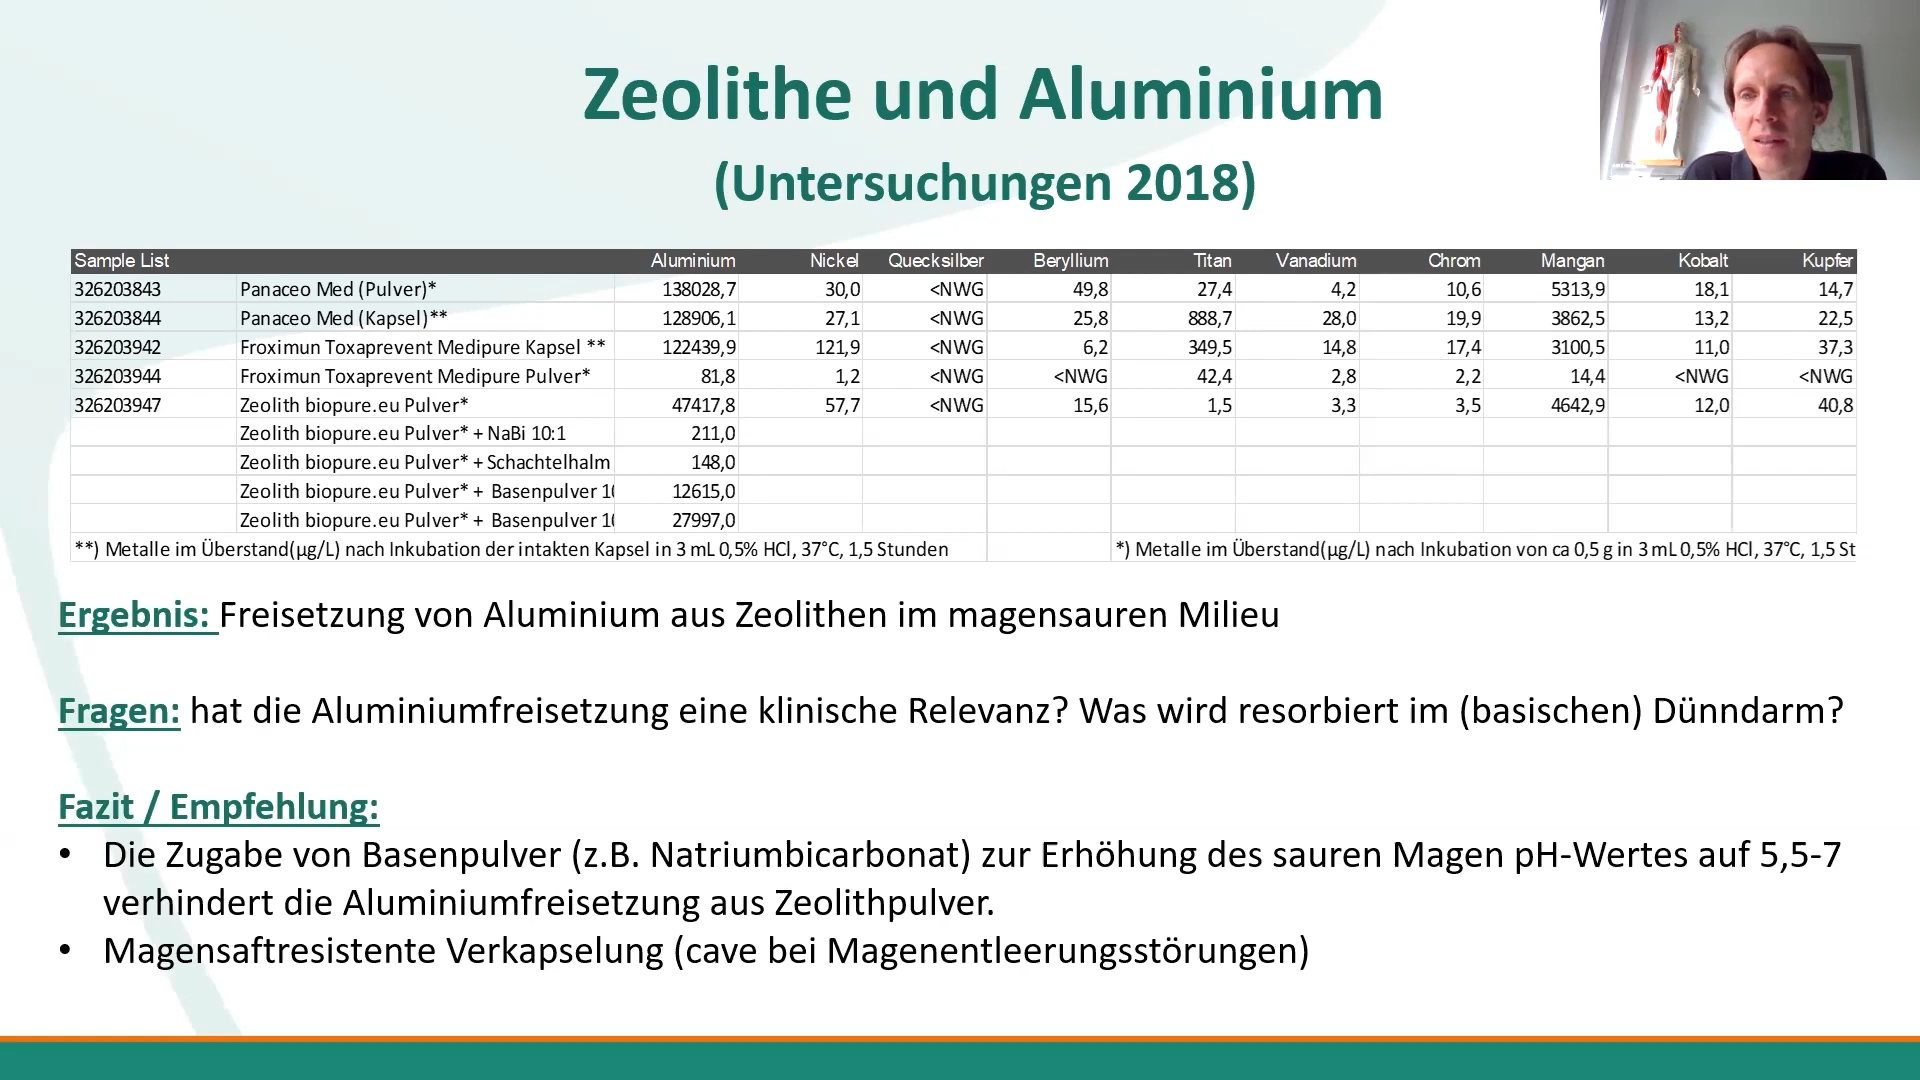 Zeolithe und Aluminium
(Untersuchungen 2018)
Sample List Aluminium Nickel Quecksilber Beryllium Titan Vanadium Chrom Mangan Kobalt Kupfer
326203843 Panaceo Med (Pulver)* 138028,7 30,0 <NWG 49,8 27,4 4,2 10,6 5313,9 18,1 14,7
326203844 Panaceo Med (Kapsel)** 128906,1 27,1 <NWG 25,8 888,7 28,0 19,9 3862,5 13,2 22,5
326203942 Froximun Toxaprevent Medipure Kapsel ** 122439,9 121,9 <NWG 6,2 349,5 14,8 17,4 3100,5 11,0 37,3
326203944 Froximun Toxaprevent Medipure Pulver* 81,8 1,2 <NWG <NWG 42,4 2,8 2,2 14,4 <NWG <NWG
326203947 Zeolith biopure.eu Pulver* 47417,8 57,7 <NWG 15,6 1,5 3,3 3,5 4642,9 12,0 40,8
Zeolith biopure.eu Pulver* + NaBi 10:1 211,0
Zeolith biopure.eu Pulver* + Schachtelhalm 148,0
Zeolith biopure.eu Pulver* + Basenpulver 12615,0
Zeolith biopure.eu Pulver* + Basenpulver 27997,0
**) Metalle im Überstand(µg/L) nach Inkubation der intakten Kapsel in 3 mL 0,5% HCl, 37°C, 1,5 Stunden *) Metalle im Überstand(µg/L) nach Inkubation von ca 0,5 g in 3 mL 0,5% HCl, 37°C, 1,5 St
Ergebnis: Freisetzung von Aluminium aus Zeolithen im magensauren Milieu
Fragen: hat die Aluminiumfreisetzung eine klinische Relevanz? Was wird resorbiert im (basischen) Dünndarm?
Fazit / Empfehlung:
• Die Zugabe von Basenpulver (z.B. Natriumbicarbonat) zur Erhöhung des sauren Magen pH-Wertes auf 5,5-7
verhindert die Aluminiumfreisetzung aus Zeolithpulver.
• Magensaftresistente Verkapselung (cave bei Magenentleerungsstörungen)